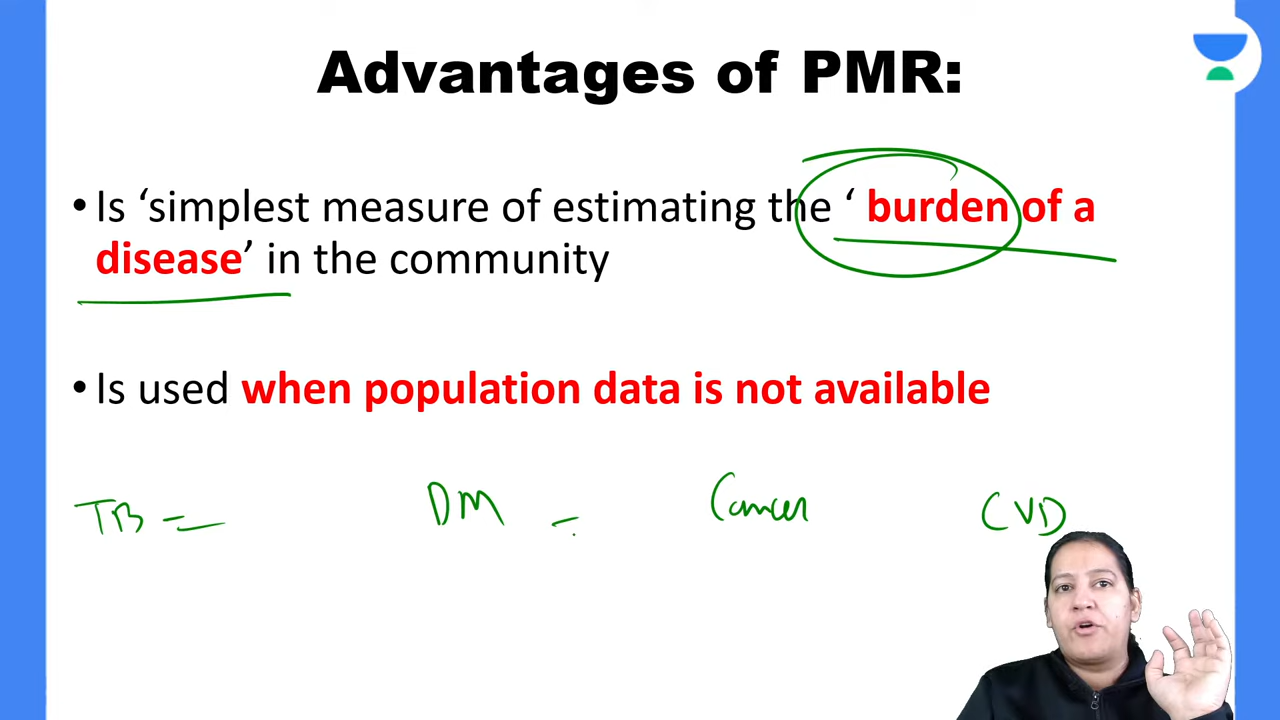 Advantages of PMR:
• Is ‘simplest measure of estimating the ‘ burden of a
disease’ in the community
• Is used when population data is not available
TB = DM = Cancer CVD